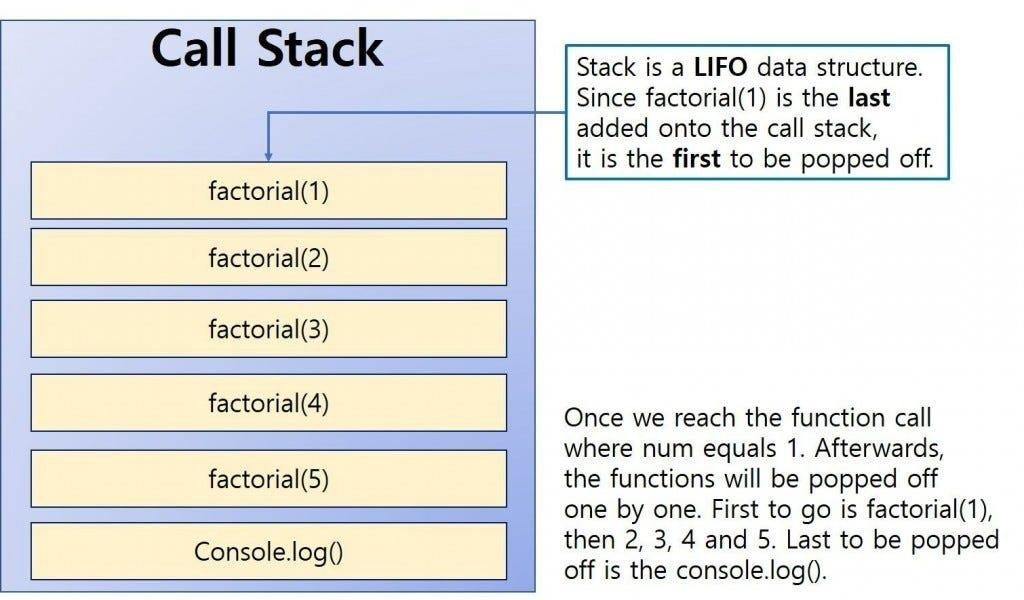 Call Stack
Stack is a LIFO data structure.
Since factorial(1) is the last
added onto the call stack,
it is the first to be popped off.
factorial(1)
factorial(2)
factorial(3)
factorial(4)
factorial(5)
Console.log()
Once we reach the function call
where num equals 1. Afterwards,
the functions will be popped off
one by one. First to go is factorial(1),
then 2, 3, 4 and 5. Last to be popped
off is the console.log().